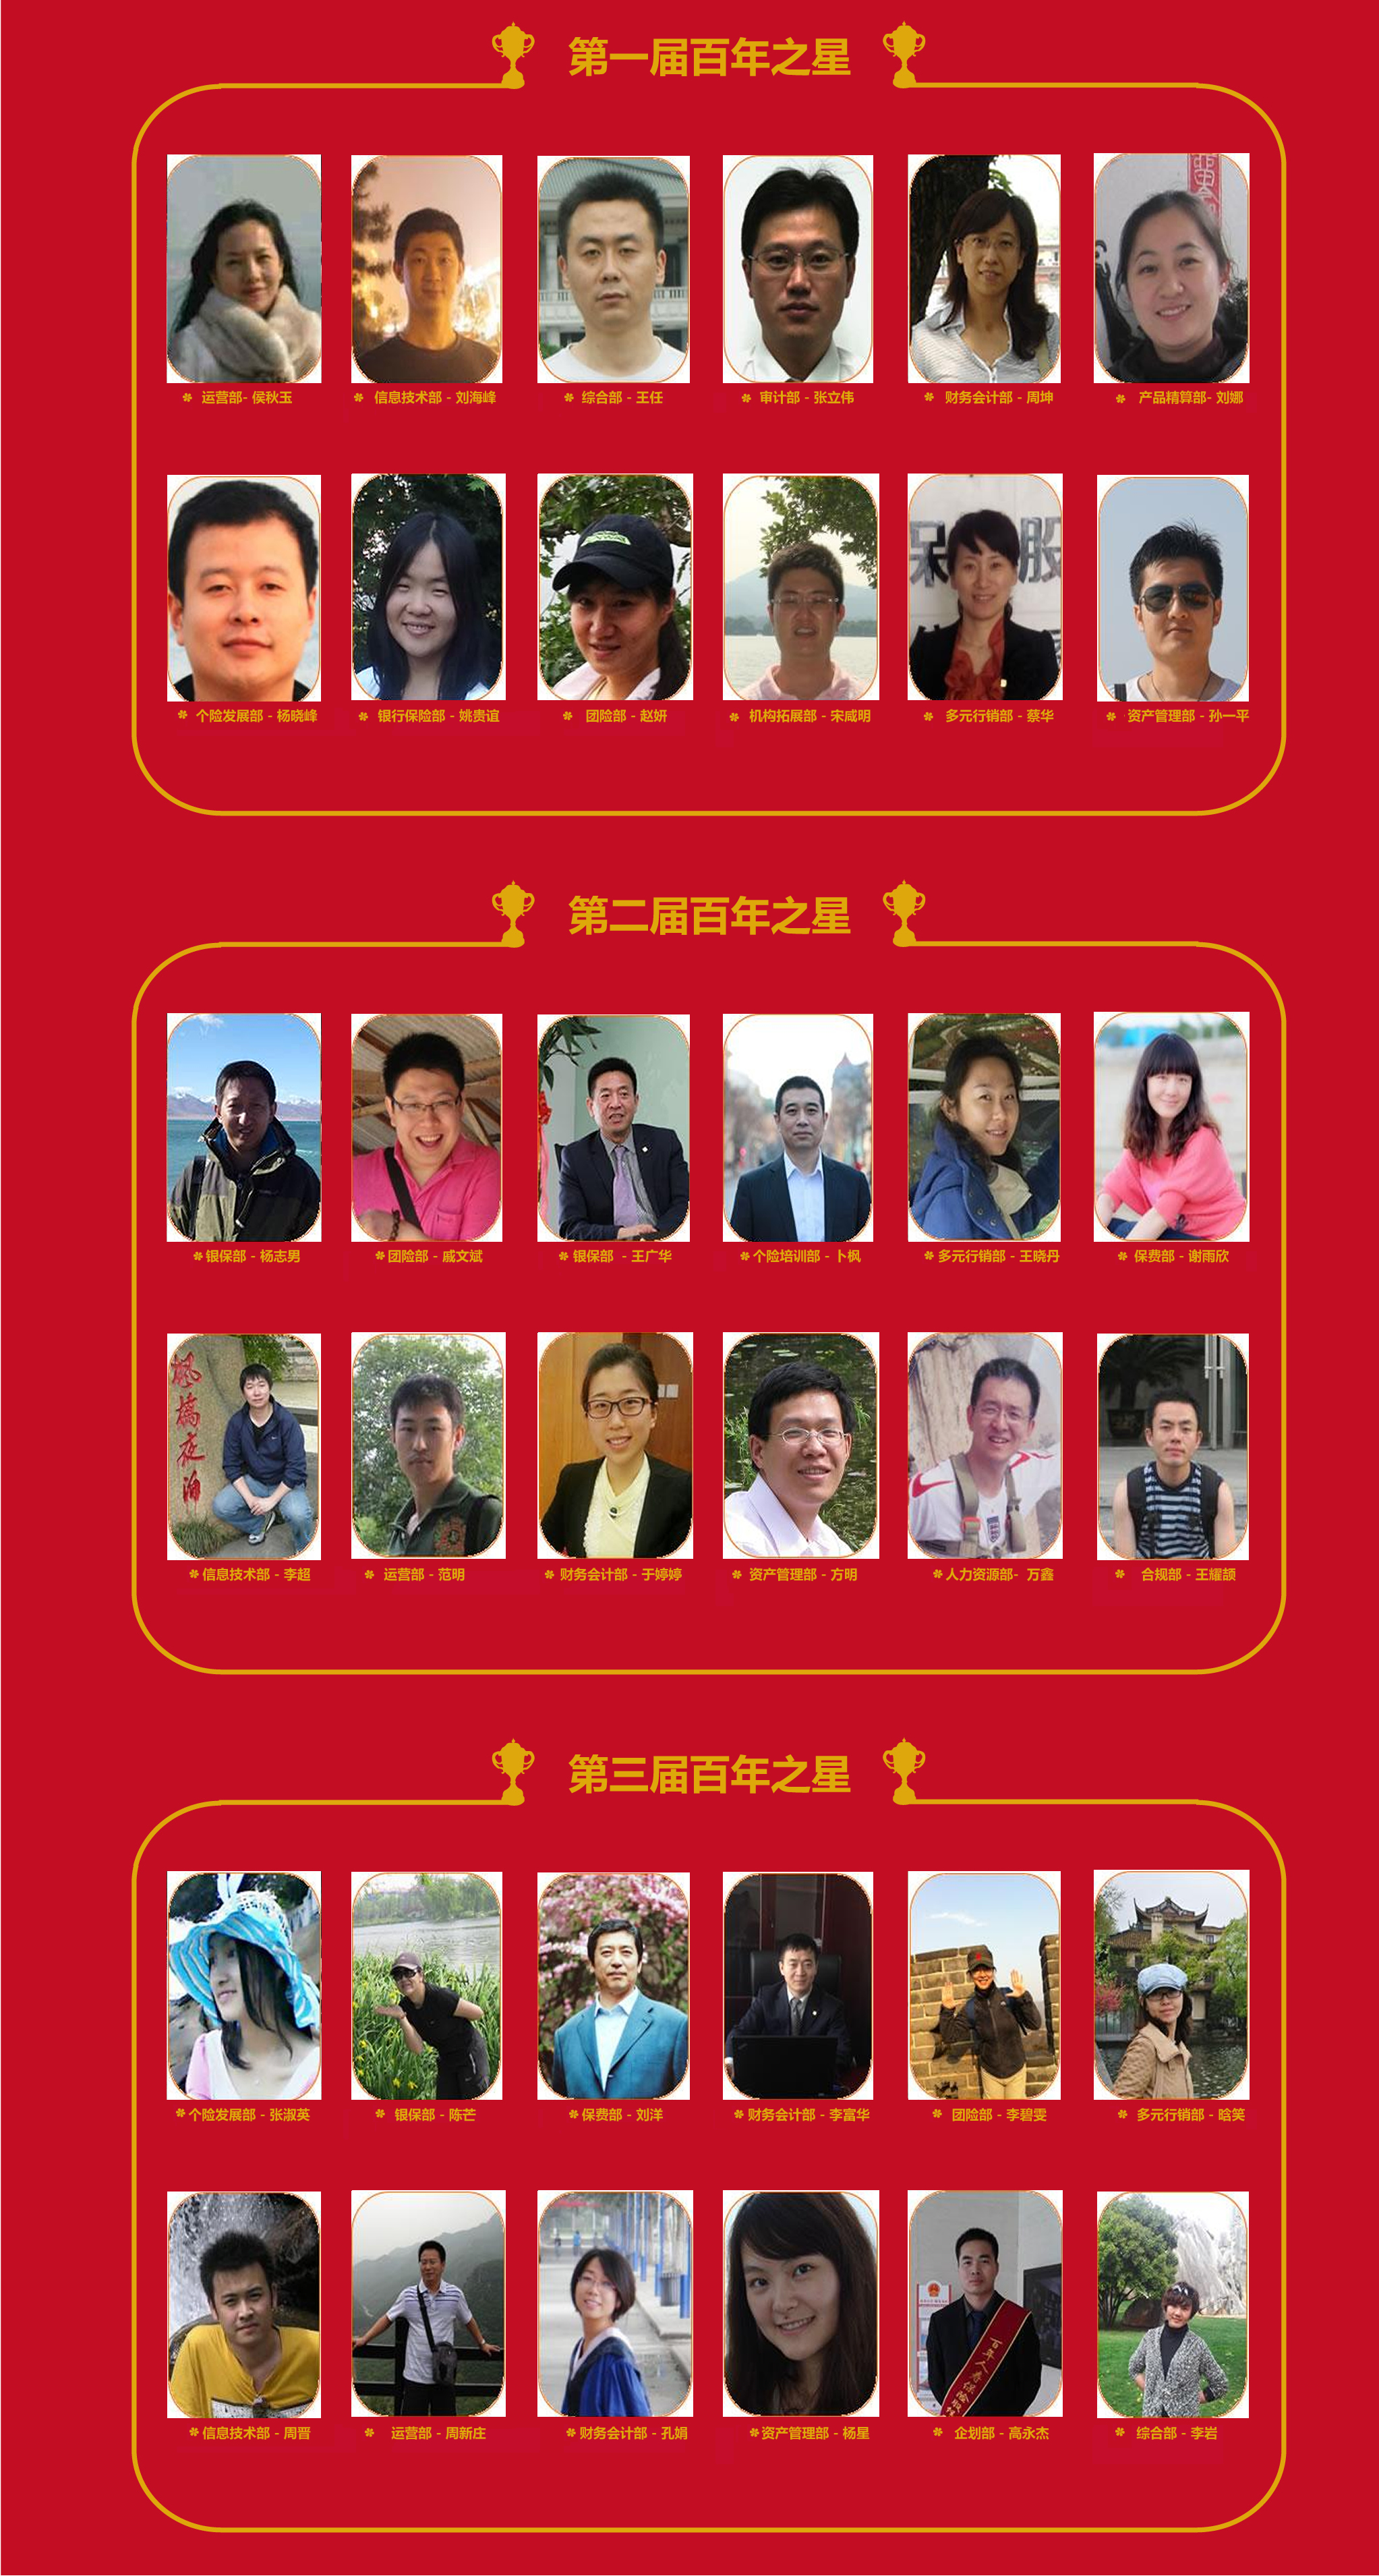 第一届百年之星
运营部- 侯秋玉
信息技术部 - 刘海峰
综合部 - 王任
审计部 - 张立伟
财务会计部 - 周坤
产品精算部- 刘娜
个险发展部 - 杨晓峰
银行保险部 - 姚贵谊
团险部 - 赵妍
机构拓展部 - 宋咸明
多元行销部 - 蔡华
资产管理部 - 孙一平
第二届百年之星
银保部 - 杨志男
团险部 - 戚文斌
银保部 - 王广华
个险培训部 - 卜枫
多元行销部 - 王晓丹
保费部 - 谢雨欣
枫橋夜泊
信息技术部 - 李超
运营部 - 范明
财务会计部 - 于婷婷
资产管理部 - 方明
人力资源部- 万鑫
合规部 - 王耀颉
第三届百年之星
个险发展部 - 张淑英
银保部 - 陈芒
保费部 - 刘洋
财务会计部 - 李富华
团险部 - 李碧雯
多元行销部 - 晗笑
百年人寿保险
信息技术部 - 周晋
运营部 - 周新庄
财务会计部 - 孔娟
资产管理部 - 杨星
企划部 - 高永杰
综合部 - 李岩